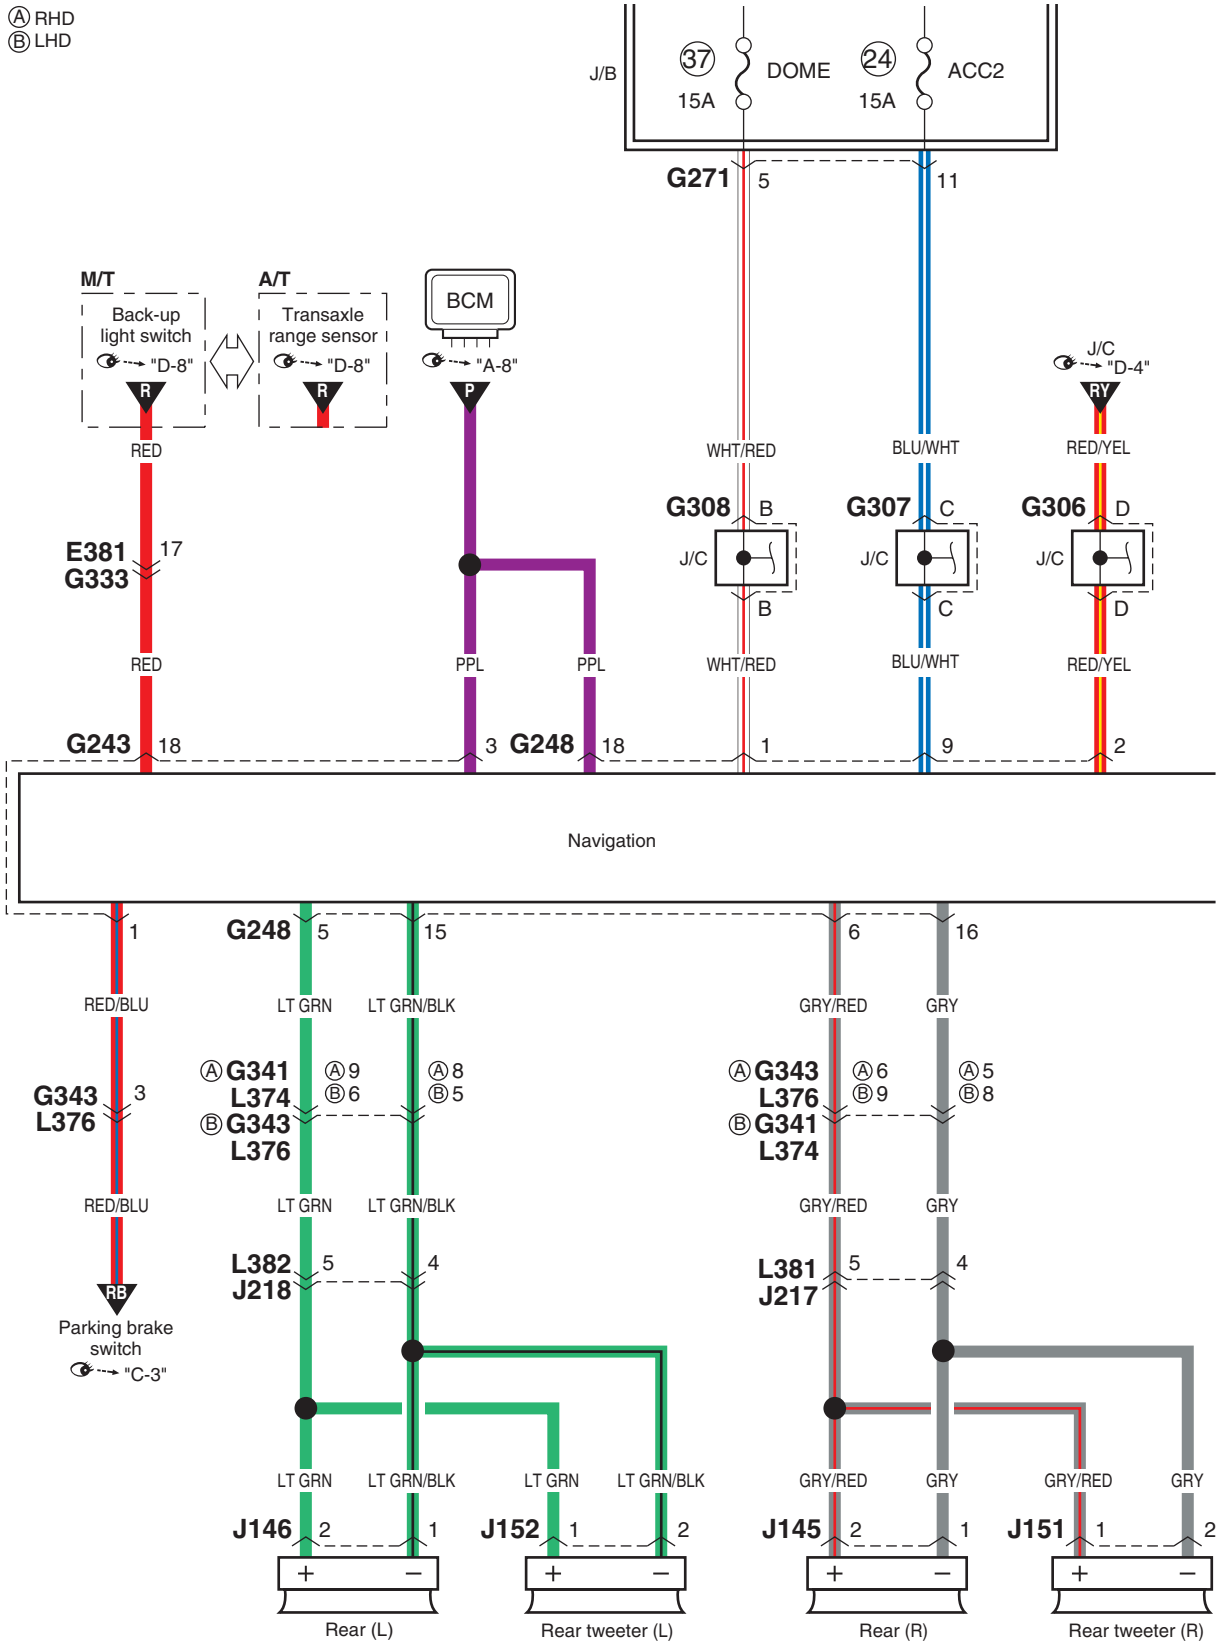 A RHD
B LHD
J/B
37
15A
DOME
24
15A
ACC2
G271 5 11
M/T
Back-up
light switch
"D-8"
R
A/T
Transaxle
range sensor
"D-8"
R
BCM
"A-8"
P
J/C
"D-4"
RY
RED WHT/RED BLU/WHT RED/YEL
E381 17
G333
G308 B
J/C
B
G307 C
J/C
C
G306 D
J/C
D
RED PPL PPL WHT/RED BLU/WHT RED/YEL
G243 18 3 G248 18 1 9 2
Navigation
1 G248 5 15 6 16
RED/BLU LT GRN LT GRN/BLK GRY/RED GRY
G343 3
L376
A G341 A 9 A 8
L374 B 6 B 5
B G343
L376
A G343 A 6 A 5
L376 B 9 B 8
B G341
L374
RED/BLU LT GRN LT GRN/BLK GRY/RED GRY
RB
Parking brake
switch
"C-3"
L382 5 4
J218
L381 5 4
J217
LT GRN LT GRN/BLK LT GRN LT GRN/BLK GRY/RED GRY GRY/RED GRY
J146 2 1 J152 1 2 J145 2 1 J151 1 2
+ − + − + − + −
Rear (L) Rear tweeter (L) Rear (R) Rear tweeter (R)